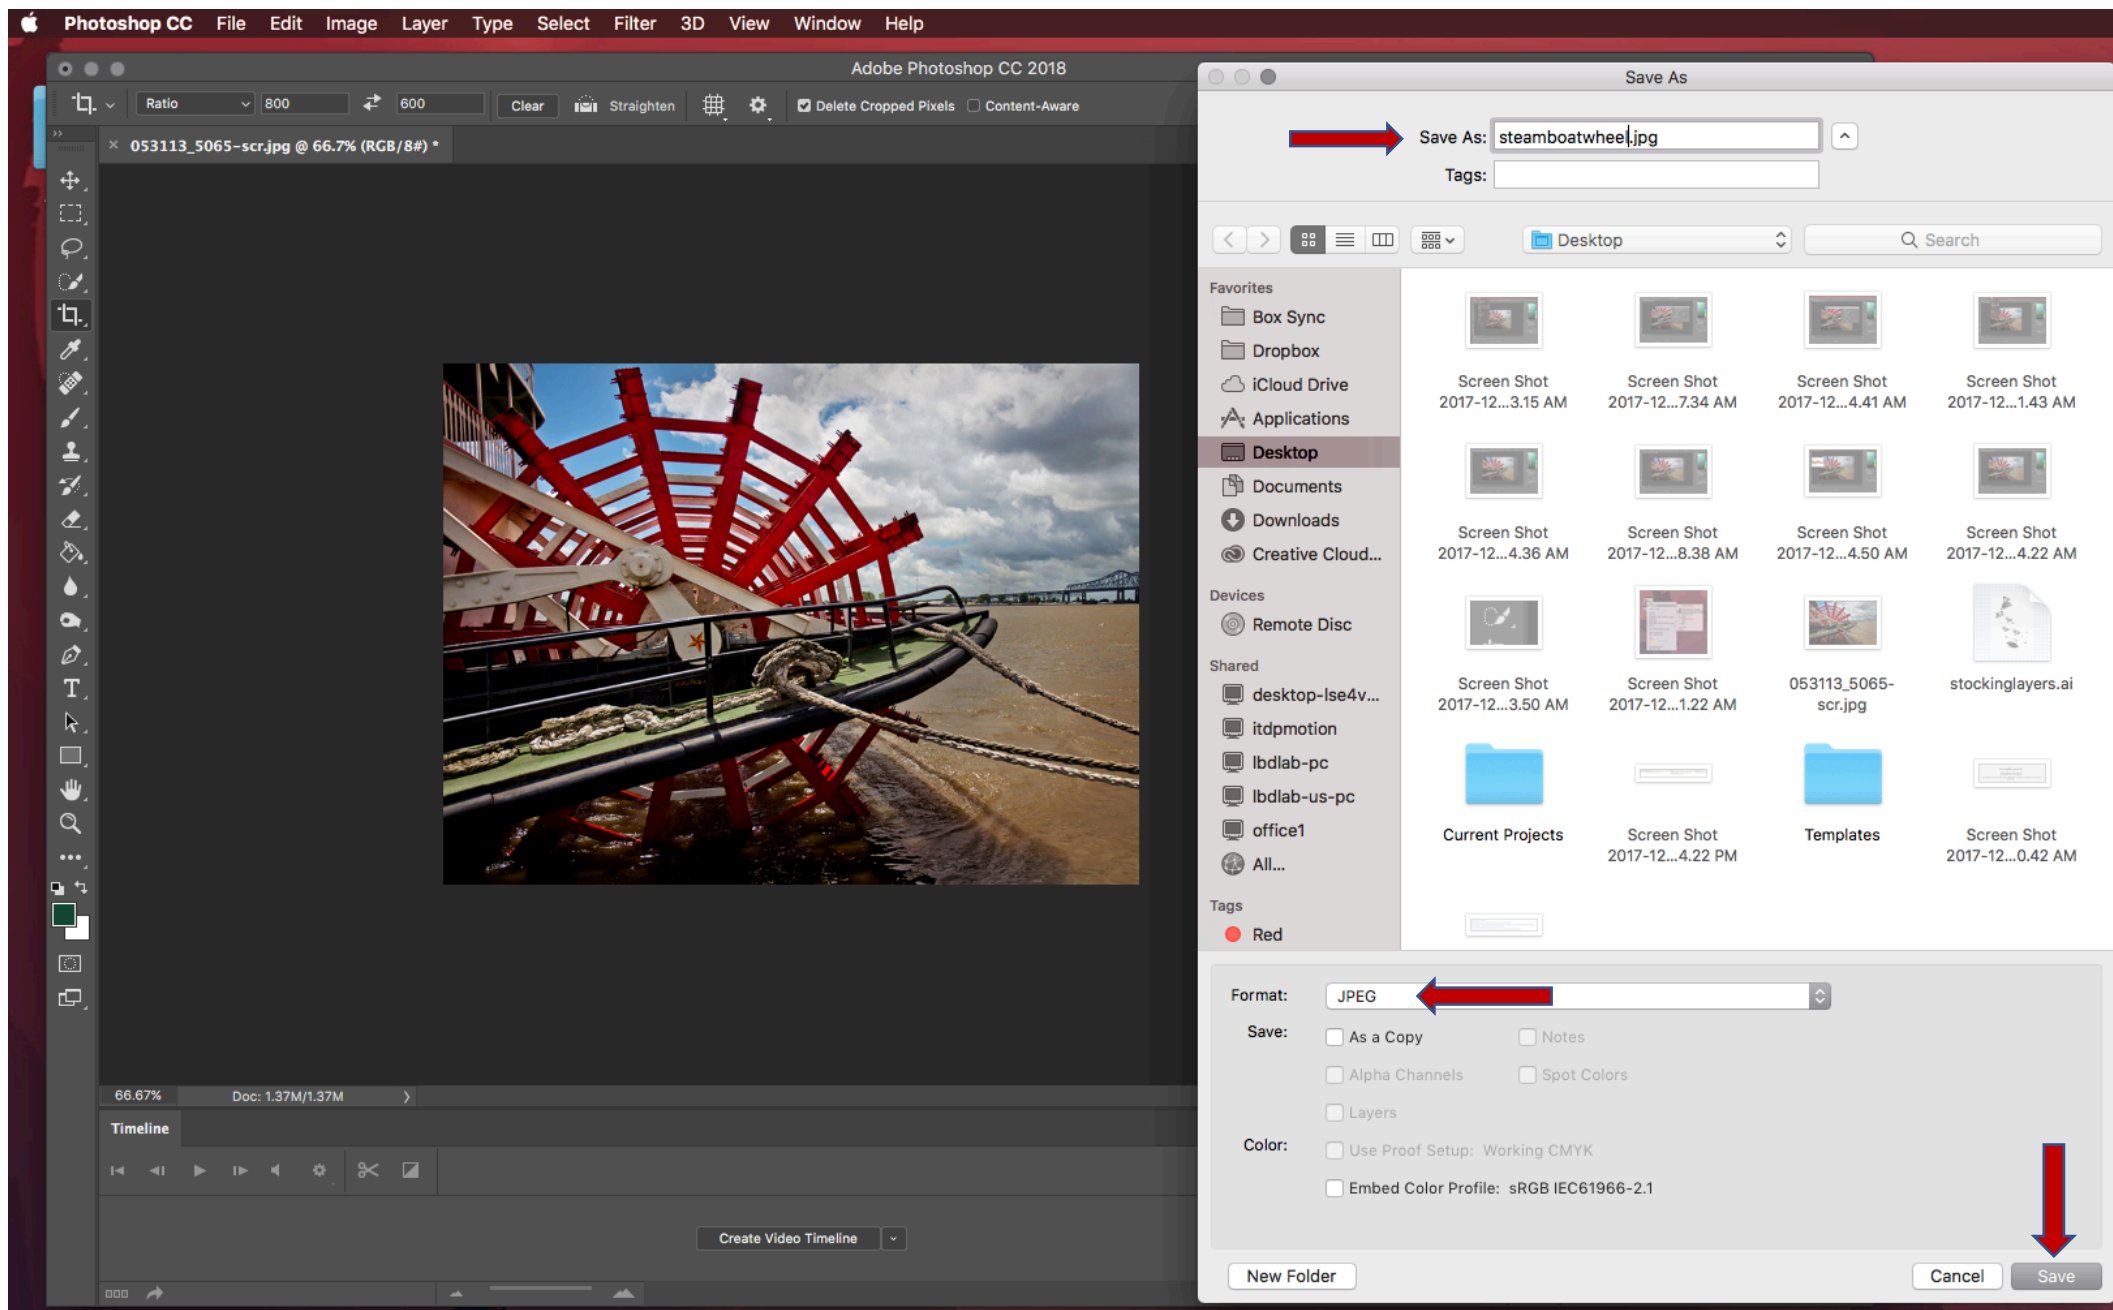 Photoshop CC File Edit Image Layer Type Select Filter 3D View Window Help
Adobe Photoshop CC 2018
Ratio 800 600 Clear Straighten Delete Cropped Pixels Content-Aware
× 053113_5065-scr.jpg @ 66.7% (RGB/8#) *
66.67% Doc: 1.37M/1.37M
Timeline
Create Video Timeline
Save As
Save As: steamboatwheel.jpg
Tags:
Desktop
Search
Favorites
Box Sync
Dropbox
iCloud Drive
Applications
Desktop
Documents
Downloads
Creative Cloud...
Devices
Remote Disc
Shared
desktop-lse4v...
itdpmotion
lbdlab-pc
lbdlab-us-pc
office1
All...
Tags
Red
Screen Shot Screen Shot Screen Shot Screen Shot
2017-12...3.15 AM 2017-12...7.34 AM 2017-12...4.41 AM 2017-12...1.43 AM
Screen Shot Screen Shot Screen Shot Screen Shot
2017-12...4.36 AM 2017-12...8.38 AM 2017-12...4.50 AM 2017-12...4.22 AM
Screen Shot Screen Shot 053113_5065- stockinglayers.ai
2017-12...3.50 AM 2017-12...1.22 AM scr.jpg
Current Projects Screen Shot Templates Screen Shot
2017-12...4.22 PM 2017-12...0.42 AM
Format: JPEG
Save: As a Copy Notes
Alpha Channels Spot Colors
Layers
Color: Use Proof Setup: Working CMYK
Embed Color Profile: sRGB IEC61966-2.1
New Folder Cancel Save